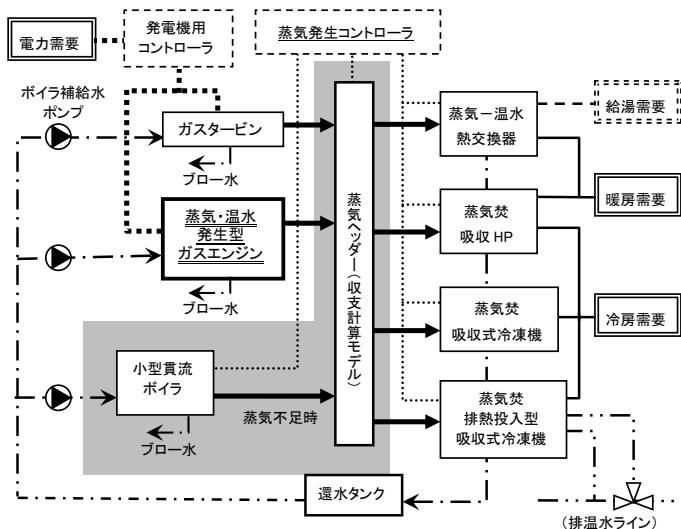 電力需要
発電機用
コントローラ
蒸気発生コントローラ
ボイラ補給水
ポンプ
ガスタービン
ブロー水
蒸気・温水
発生型
ガスエンジン
ブロー水
小型貫流
ボイラ
ブロー水
蒸気不足時
蒸気ヘッダー(収支計算モデル)
蒸気－温水
熱交換器
蒸気焚
吸収HP
蒸気焚
吸収式冷凍機
蒸気焚
排熱投入型
吸収式冷凍機
給湯需要
暖房需要
冷房需要
還水タンク
(排温水ライン)